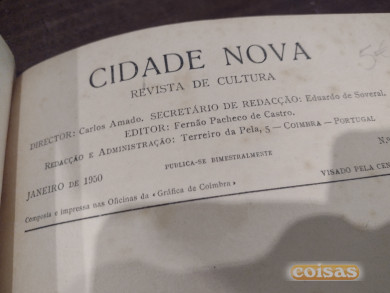 CIDADE NOVA
REVISTA DE CULTURA
DIRECTOR: Carlos Amado. SECRETÁRIO DE REDACÇÃO: Eduardo de Soveral.
EDITOR: Fernão Pacheco de Castro.
REDACÇÃO E ADMINISTRAÇÃO: Terreiro da Pela, 5 — COIMBRA — PORTUGAL
PUBLICA-SE BIMESTRALMENTE
JANEIRO DE 1950
N.º
Composta e impressa nas Oficinas da «Gráfica de Coimbra»
VISADO PELA
coisas